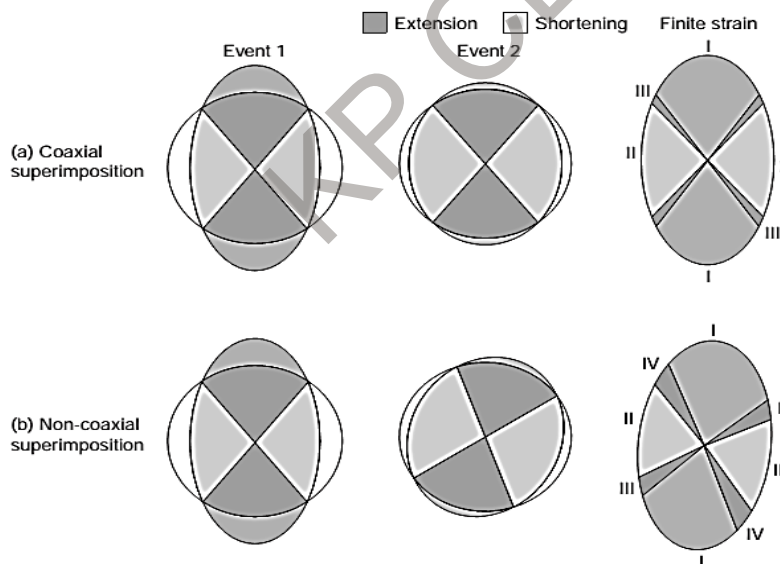 Extension Shortening
Finite strain
Event 1
Event 2
I
III
(a) Coaxial
superimposition
II
III
I
I
IV
II
(b) Non-coaxial
superimposition
III
IV
I
KP